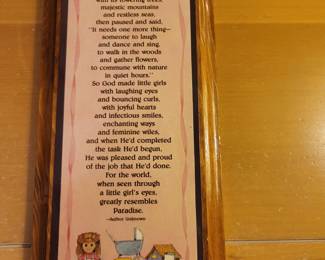 with its towering trees,
majestic mountains
and restless seas,
then paused and said,
"It needs one more thing—
someone to laugh
and dance and sing,
to walk in the woods
and gather flowers,
to commune with nature
in quiet hours."
So God made little girls
with laughing eyes
and bouncing curls,
with joyful hearts
and infectious smiles,
enchanting ways
and feminine wiles,
and when He'd completed
the task He'd begun,
He was pleased and proud
of the job that He'd done.
For the world,
when seen through
a little girl's eyes,
greatly resembles
Paradise.
—Author Unknown